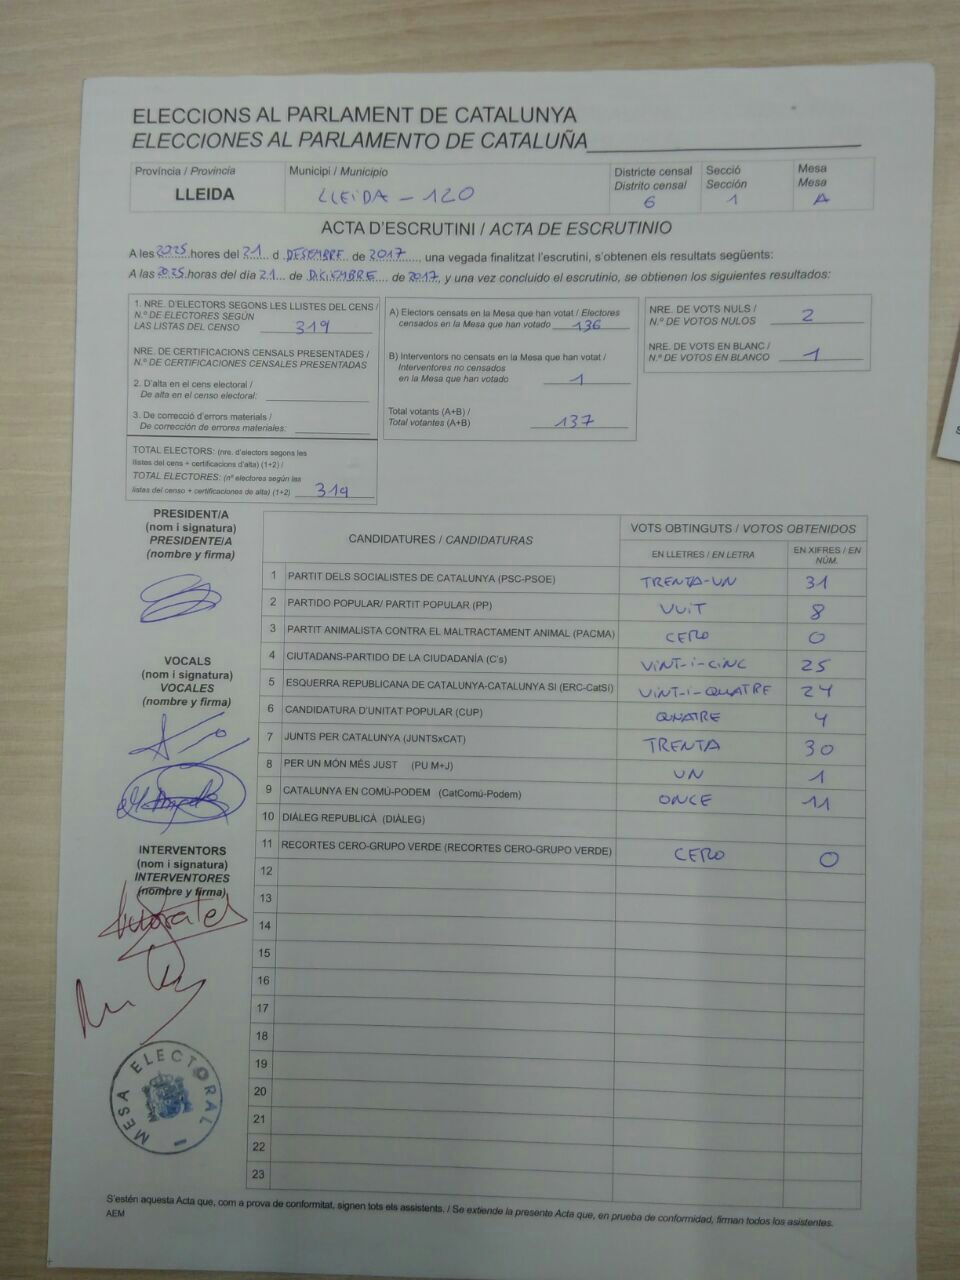 ELECCIONS AL PARLAMENT DE CATALUNYA
ELECCIONES AL PARLAMENTO DE CATALUÑA
Província / Provincia
LLEIDA
Municipi / Municipio
LLEIDA - 120
Districte censal
Distrito censal
6
Secció
Sección
1
Mesa
Mesa
A
ACTA D'ESCRUTINI / ACTA DE ESCRUTINIO
A les 2025 hores del 21 d DESEMBRE de 2017, una vegada finalitzat l'escrutini, s'obtenen els resultats següents:
A las 2025 horas del día 21 de DICIEMBRE de 2017, y una vez concluido el escrutinio, se obtienen los siguientes resultados:
1. NRE. D'ELECTORS SEGONS LES LLISTES DEL CENS /
N.º DE ELECTORES SEGÚN
LAS LISTAS DEL CENSO 319
NRE. DE CERTIFICACIONS CENSALS PRESENTADES /
N.º DE CERTIFICACIONES CENSALES PRESENTADAS
2. D'alta en el cens electoral /
De alta en el censo electoral:
3. De correcció d'errors materials /
De corrección de errores materiales:
TOTAL ELECTORS: (nre. d'electors segons les
llistes del cens + certificacions d'alta) (1+2) /
TOTAL ELECTORES: (nº electores según las
listas del censo + certificaciones de alta) (1+2) 319
A) Electors censats en la Mesa que han votat / Electores
censados en la Mesa que han votado 136
B) Interventors no censats en la Mesa que han votat /
Interventores no censados
en la Mesa que han votado 1
Total votants (A+B) /
Total votantes (A+B) 137
NRE. DE VOTS NULS /
N.º DE VOTOS NULOS 2
NRE. DE VOTS EN BLANC /
N.º DE VOTOS EN BLANCO 1
PRESIDENT/A
(nom i signatura)
PRESIDENTE/A
(nombre y firma)
VOCALS
(nom i signatura)
VOCALES
(nombre y firma)
INTERVENTORS
(nom i signatura)
INTERVENTORES
(nombre y firma)
MESA ELECTORAL
CANDIDATURES / CANDIDATURAS
VOTS OBTINGUTS / VOTOS OBTENIDOS
EN LLETRES / EN LETRA
EN XIFRES / EN
NÚM.
1 PARTIT DELS SOCIALISTES DE CATALUNYA (PSC-PSOE) TRENTA-UN 31
2 PARTIDO POPULAR/ PARTIT POPULAR (PP) VUIT 8
3 PARTIT ANIMALISTA CONTRA EL MALTRACTAMENT ANIMAL (PACMA) CERO 0
4 CIUTADANS-PARTIDO DE LA CIUDADANÍA (C's) VINT-I-CINC 25
5 ESQUERRA REPUBLICANA DE CATALUNYA-CATALUNYA SÍ (ERC-CatSí) VINT-I-QUATRE 24
6 CANDIDATURA D'UNITAT POPULAR (CUP) QUATRE 4
7 JUNTS PER CATALUNYA (JUNTSxCAT) TRENTA 30
8 PER UN MÓN MÉS JUST (PU M+J) UN 1
9 CATALUNYA EN COMÚ-PODEM (CatComú-Podem) ONCE 11
10 DIÀLEG REPUBLICÀ (DIÀLEG)
11 RECORTES CERO-GRUPO VERDE (RECORTES CERO-GRUPO VERDE) CERO 0
12
13
14
15
16
17
18
19
20
21
22
23
S'estén aquesta Acta que, com a prova de conformitat, signen tots els assistents. / Se extiende la presente Acta que, en prueba de conformidad, firman todos los asistentes.
AEM